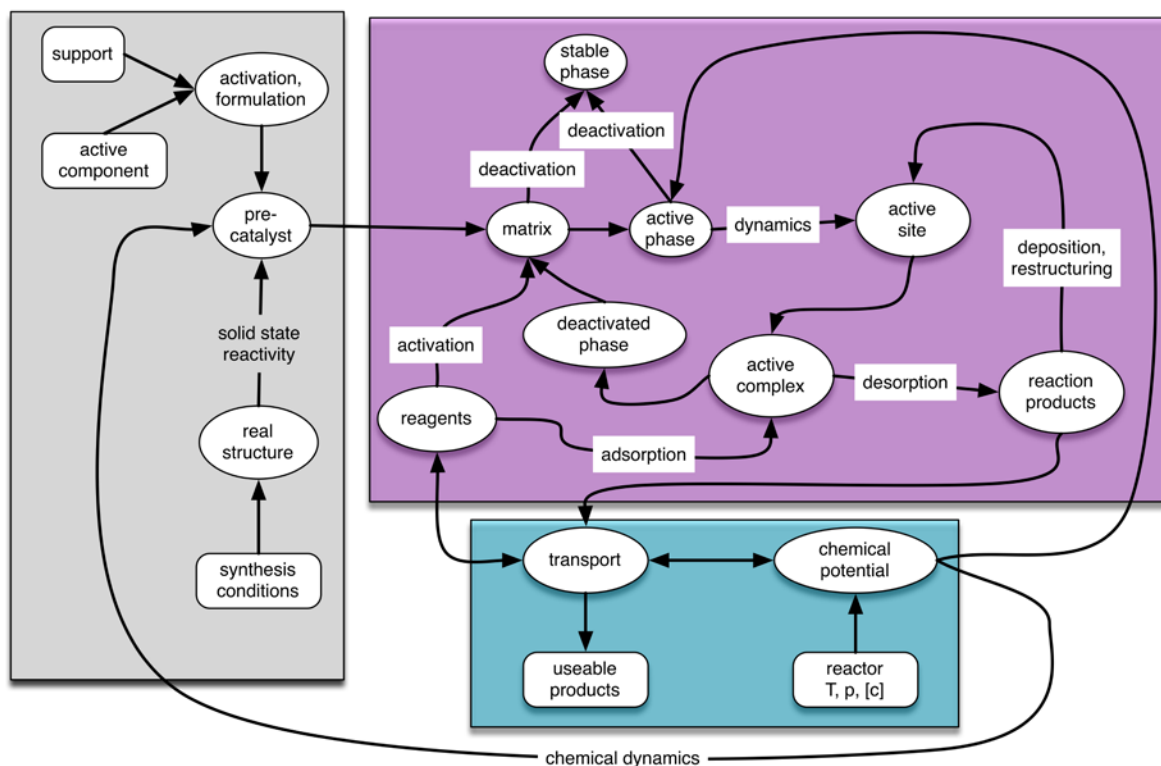 support
activation,
formulation
active
component
pre-
catalyst
solid state
reactivity
real
structure
synthesis
conditions
stable
phase
deactivation
deactivation
matrix
active
phase
dynamics
active
site
deposition,
restructuring
activation
deactivated
phase
active
complex
desorption
reaction
products
reagents
adsorption
transport
chemical
potential
useable
products
reactor
T, p, [c]
chemical dynamics